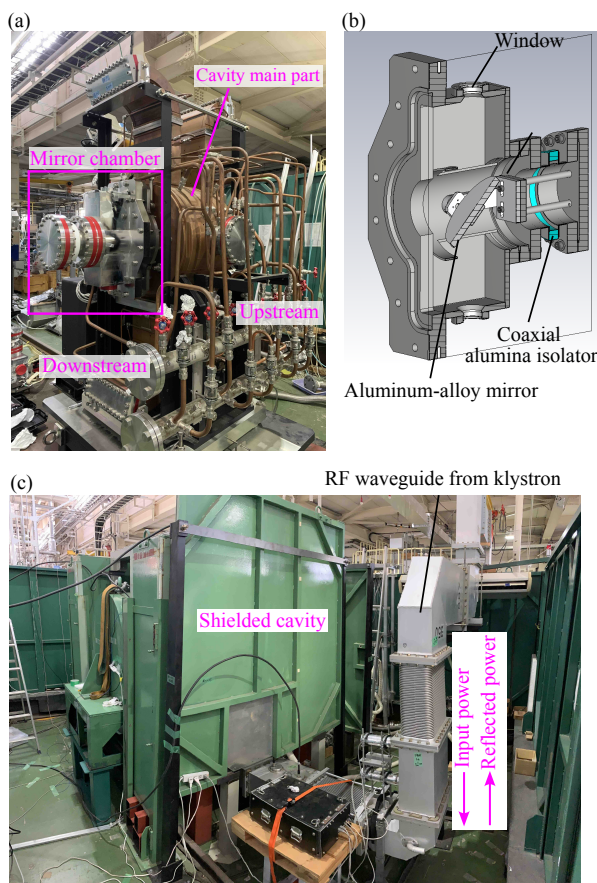 (a)
Cavity main part
Mirror chamber
Upstream
Downstream
(b)
Window
Coaxial
alumina isolator
Aluminum-alloy mirror
(c)
RF waveguide from klystron
Shielded cavity
Input power
Reflected power